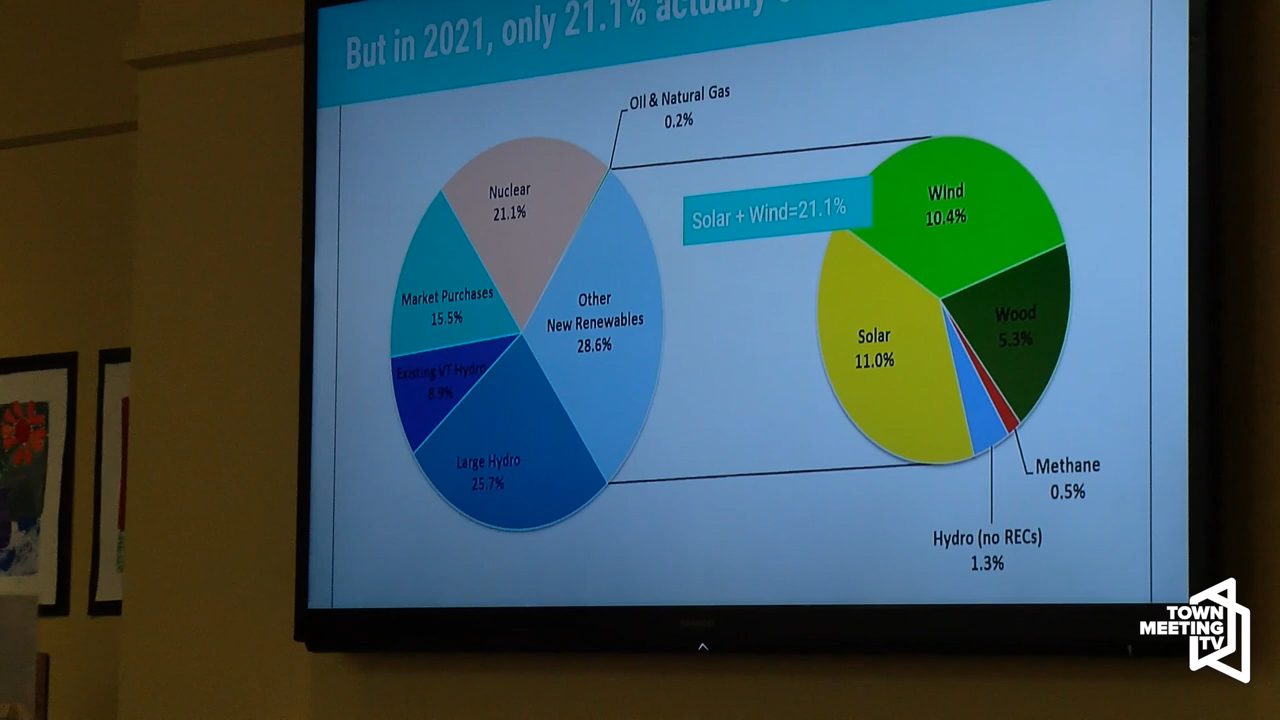 But in 2021, only 21.1% actually
Oil & Natural Gas
0.2%
Nuclear
21.1%
Wind
10.4%
Solar + Wind=21.1%
Market Purchases
15.5%
Other
New Renewables
28.6%
Wood
5.3%
Solar
11.0%
Existing VT Hydro
8.9%
Large Hydro
25.7%
Methane
0.5%
Hydro (no RECs)
1.3%
TOWN
MEETING
TV